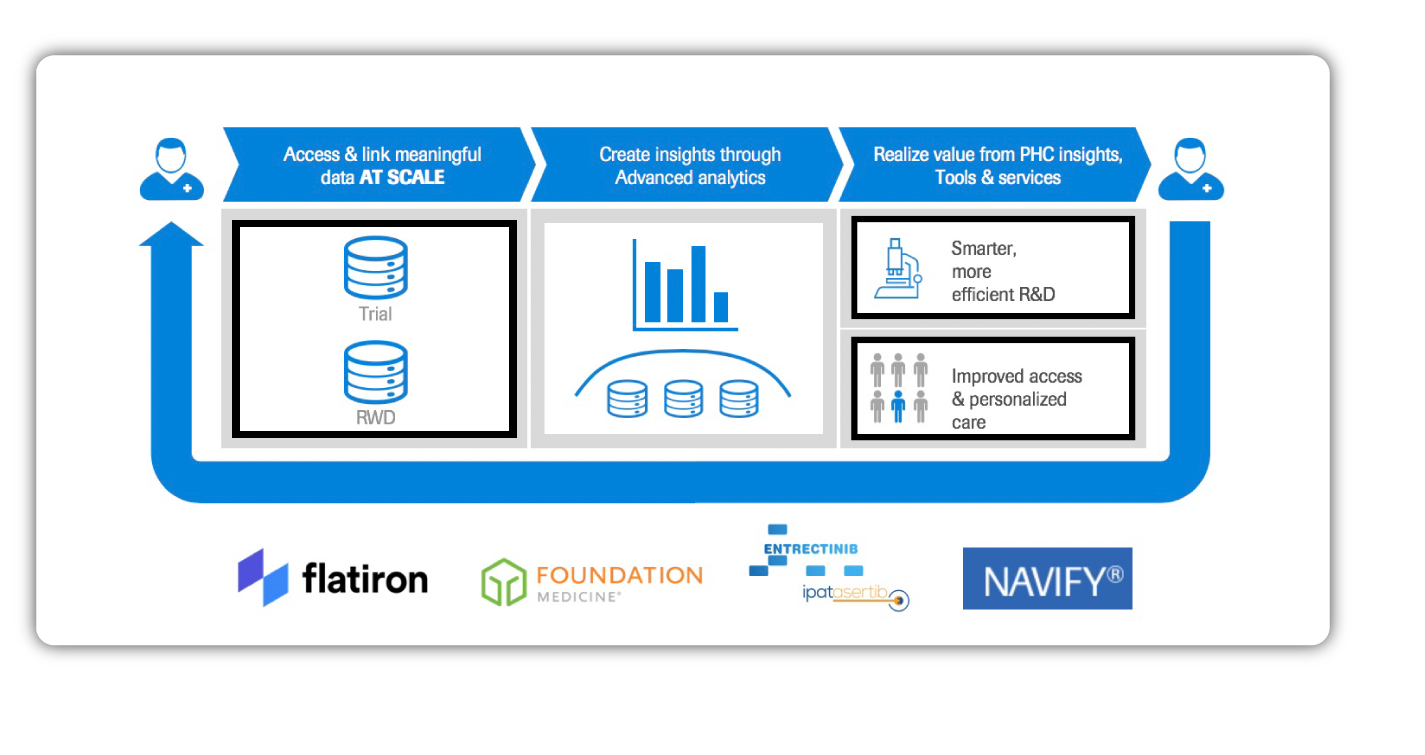 Access & link meaningful
data AT SCALE
Create insights through
Advanced analytics
Realize value from PHC insights,
Tools & services
Trial
RWD
Smarter,
more
efficient R&D
Improved access
& personalized
care
flatiron
FOUNDATION
MEDICINE®
ENTRECTINIB
ipatasertib
NAVIFY®